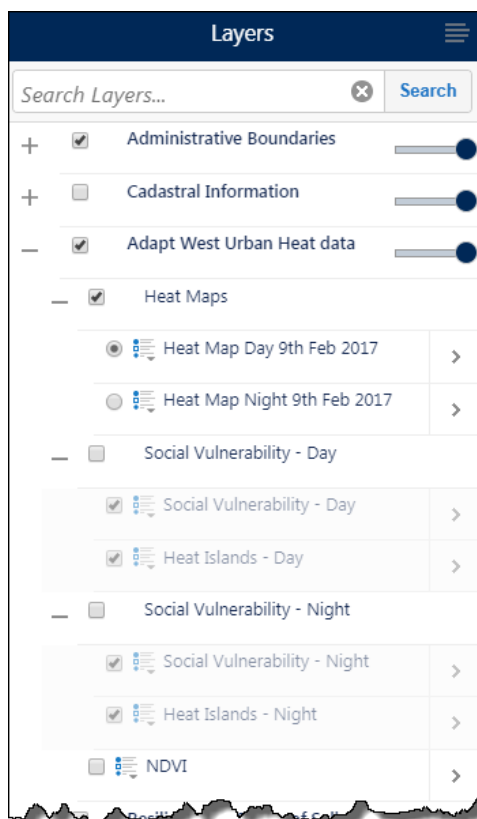 Layers
Search Layers...
Search
Administrative Boundaries
Cadastral Information
Adapt West Urban Heat data
Heat Maps
Heat Map Day 9th Feb 2017
Heat Map Night 9th Feb 2017
Social Vulnerability - Day
Social Vulnerability - Day
Heat Islands - Day
Social Vulnerability - Night
Social Vulnerability - Night
Heat Islands - Night
NDVI